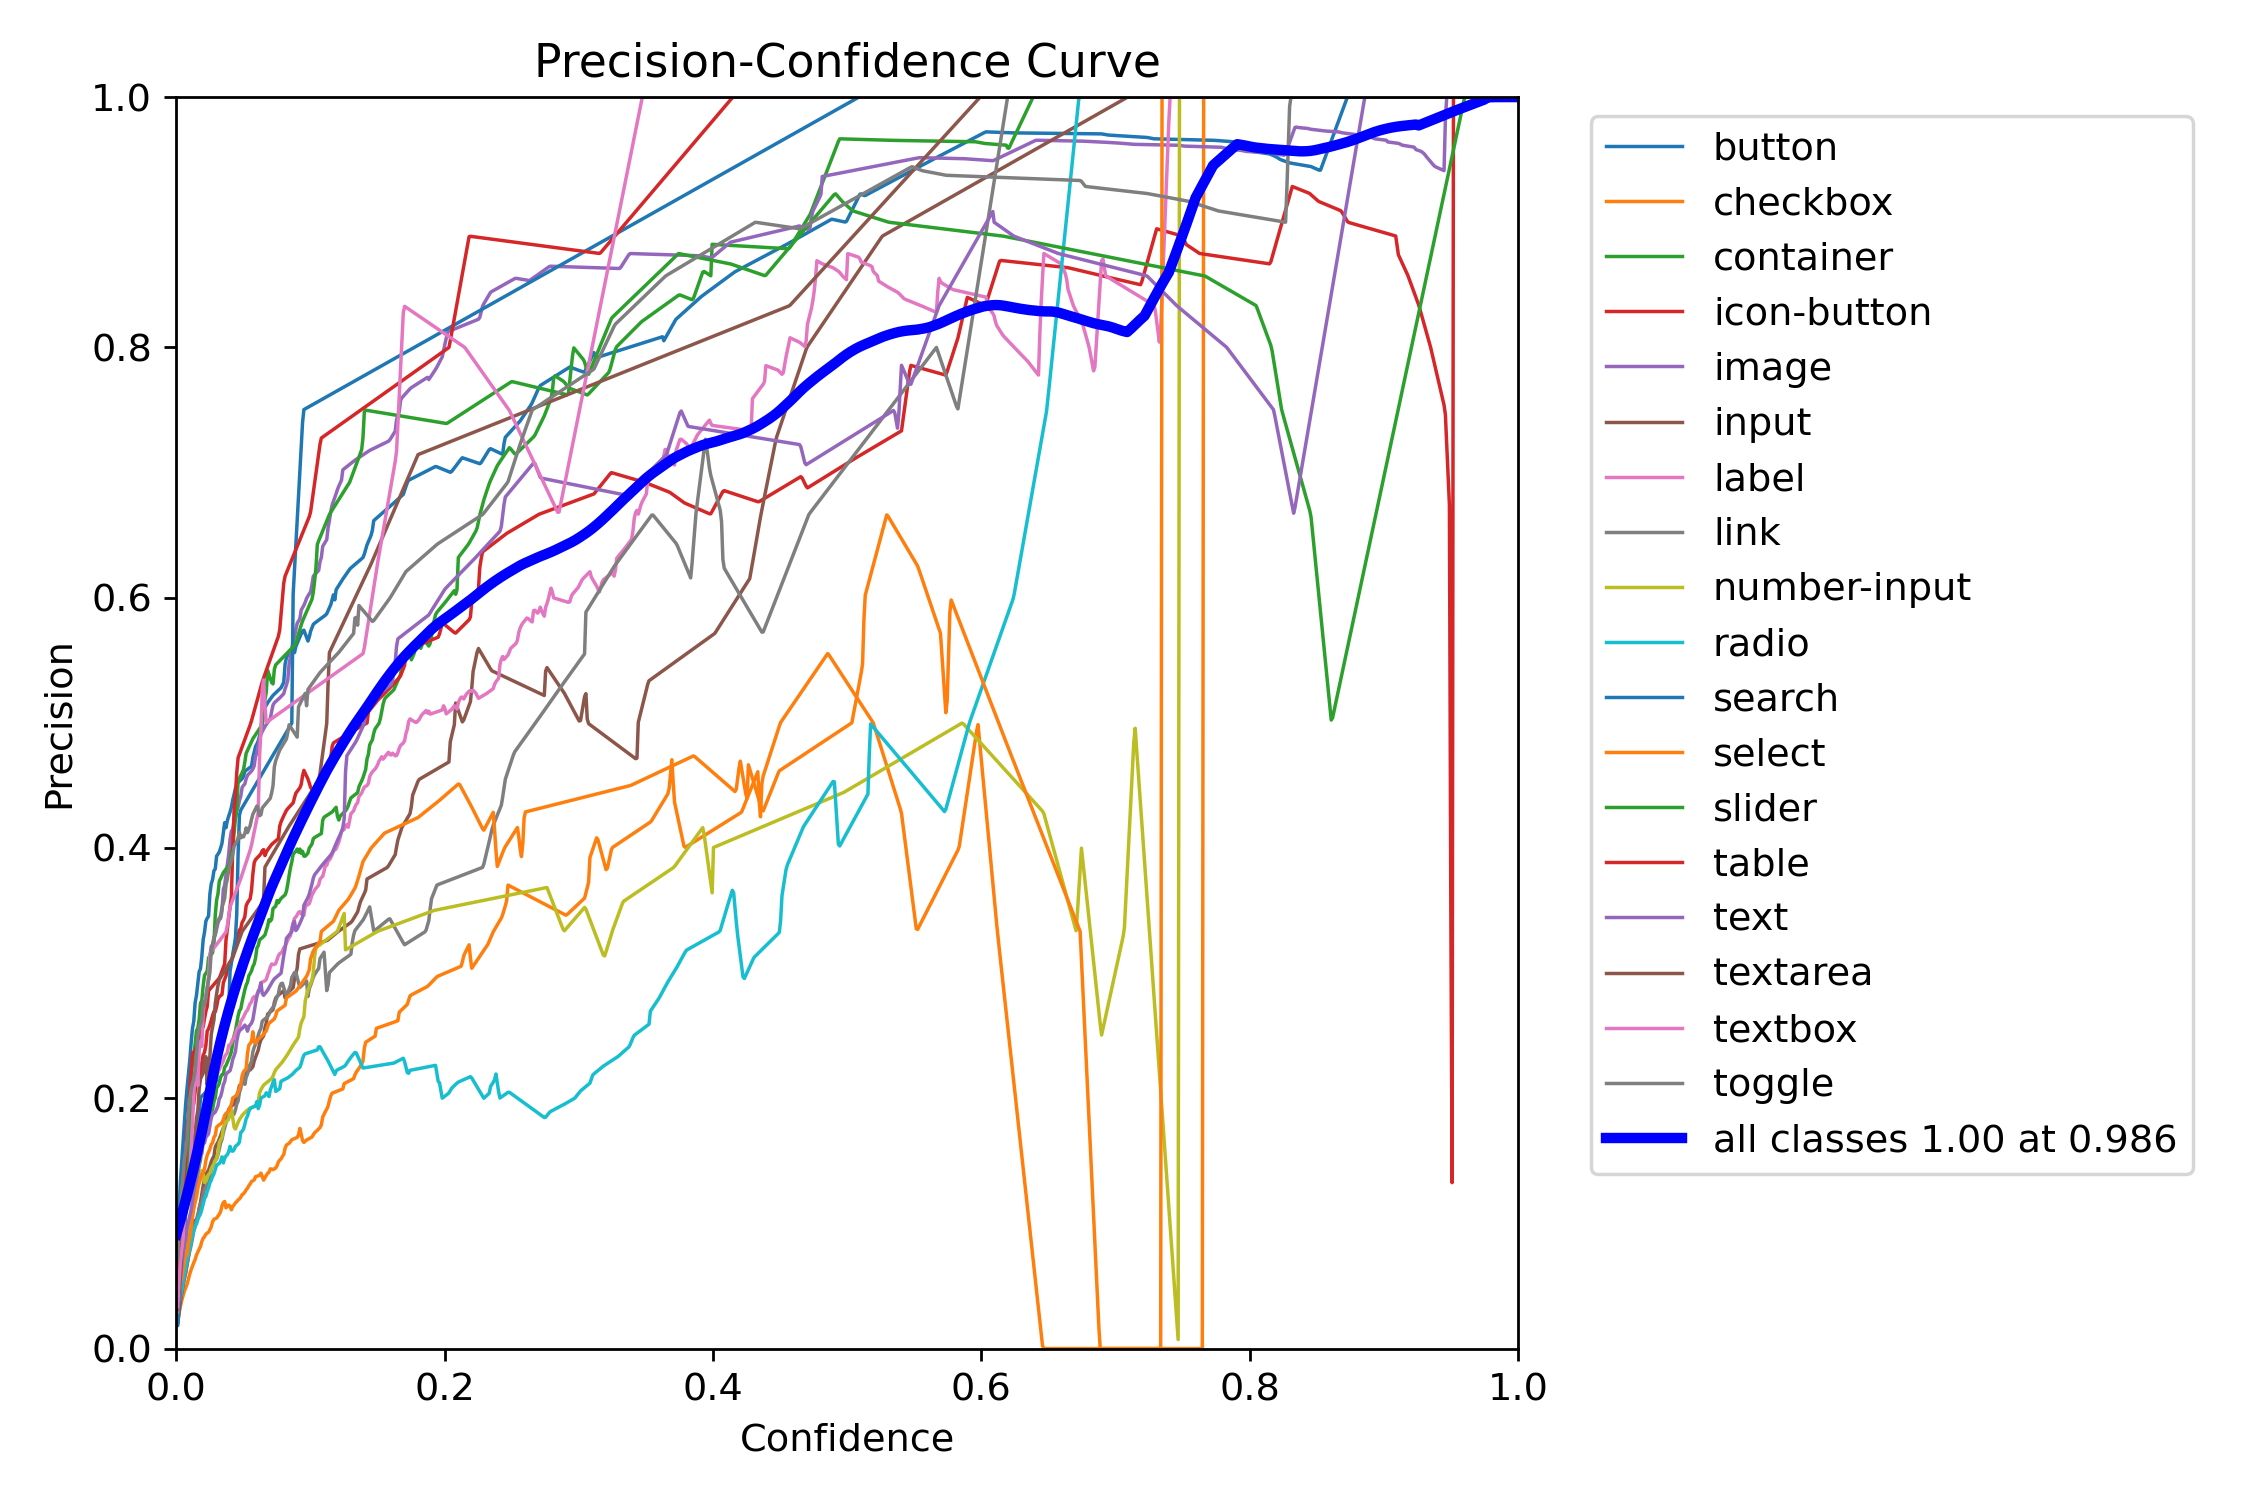 Precision-Confidence Curve
1.0
0.8
0.6
0.4
0.2
0.0
Precision
0.0 0.2 0.4 0.6 0.8 1.0
Confidence
button
checkbox
container
icon-button
image
input
label
link
number-input
radio
search
select
slider
table
text
textarea
textbox
toggle
all classes 1.00 at 0.986